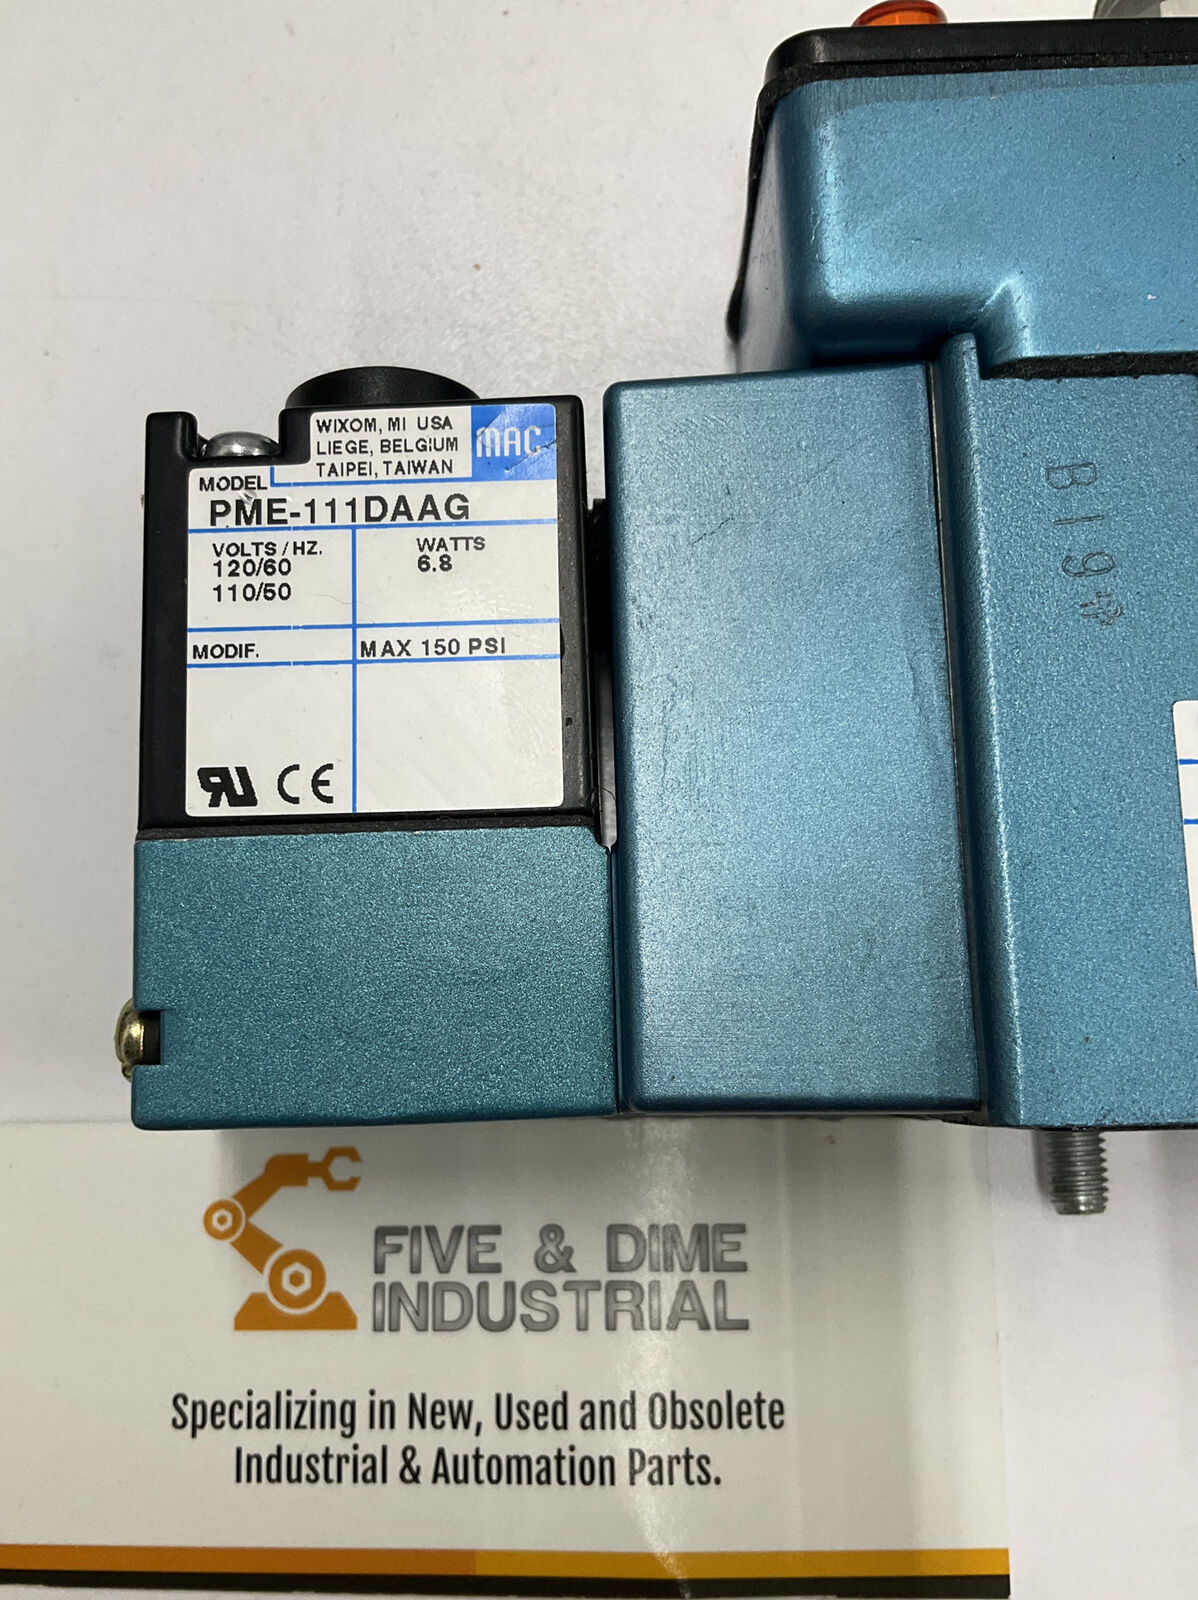 WIXOM, MI USA
LIEGE, BELGIUM
TAIPEI, TAIWAN
MAC
MODEL
PME-111DAAG
VOLTS/HZ.
120/60
110/50
WATTS
6.8
MODIF.
MAX 150 PSI
CE
B19
FIVE & DIME
INDUSTRIAL
Specializing in New, Used and Obsolete
Industrial & Automation Parts.